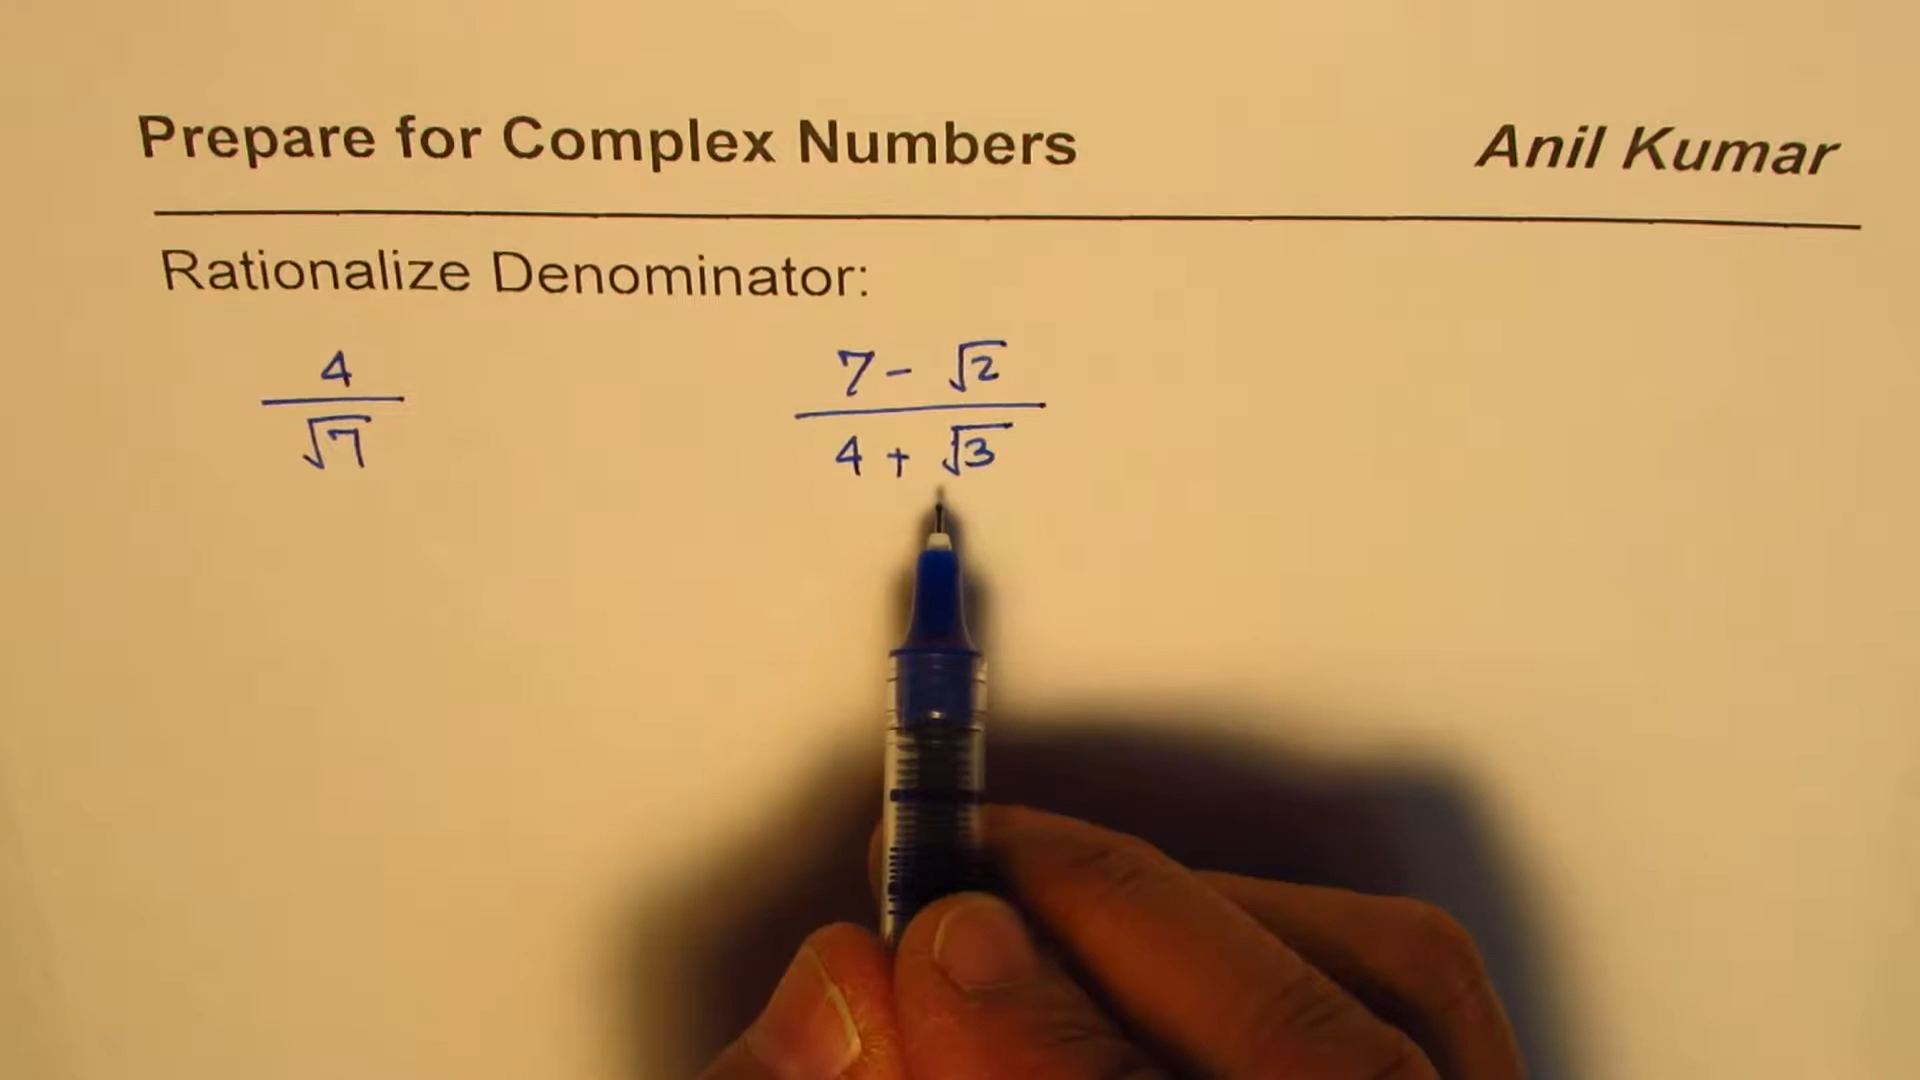 Prepare for Complex Numbers Anil Kumar
Rationalize Denominator:
4 7 - √2
√7 4 + √3